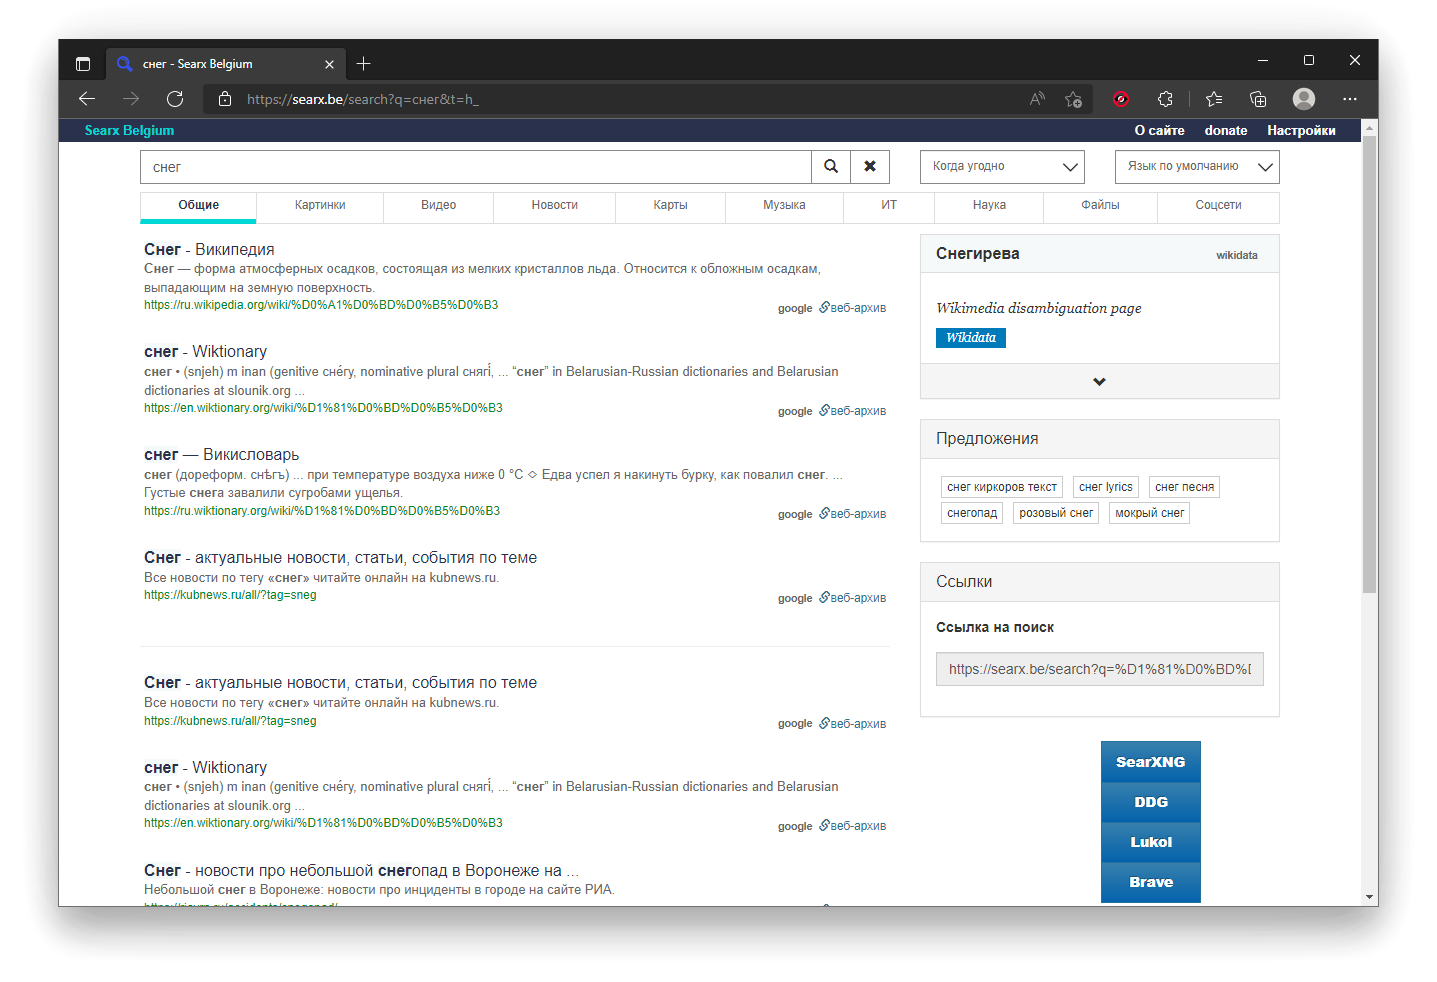 снег - Searx Belgium
https://searx.be/search?q=снег&t=h_
Searx Belgium
О сайте donate Настройки
снег
Когда угодно
Язык по умолчанию
Общие Картинки Видео Новости Карты Музыка ИТ Наука Файлы Соцсети
Снег - Википедия
Снег — форма атмосферных осадков, состоящая из мелких кристаллов льда. Относится к обложным осадкам,
выпадающим на земную поверхность.
https://ru.wikipedia.org/wiki/%D0%A1%D0%BD%D0%B5%D0%B3
google веб-архив
снег - Wiktionary
снег • (snjeh) m inan (genitive сне́гу, nominative plural снягі́, ... “снег” in Belarusian-Russian dictionaries and Belarusian
dictionaries at slounik.org ...
https://en.wiktionary.org/wiki/%D1%81%D0%BD%D0%B5%D0%B3
google веб-архив
снег — Викисловарь
снег (дореформ. снѣгъ) ... при температуре воздуха ниже 0 °C ◇ Едва успел я накинуть бурку, как повалил снег. ...
Густые снега завалили сугробами ущелья.
https://ru.wiktionary.org/wiki/%D1%81%D0%BD%D0%B5%D0%B3
google веб-архив
Снег - актуальные новости, статьи, события по теме
Все новости по тегу «снег» читайте онлайн на kubnews.ru.
https://kubnews.ru/all/?tag=sneg
google веб-архив
Снег - актуальные новости, статьи, события по теме
Все новости по тегу «снег» читайте онлайн на kubnews.ru.
https://kubnews.ru/all/?tag=sneg
google веб-архив
снег - Wiktionary
снег • (snjeh) m inan (genitive сне́гу, nominative plural снягі́, ... “снег” in Belarusian-Russian dictionaries and Belarusian
dictionaries at slounik.org ...
https://en.wiktionary.org/wiki/%D1%81%D0%BD%D0%B5%D0%B3
google веб-архив
Снег - новости про небольшой снегопад в Воронеже на ...
Небольшой снег в Воронеже: новости про инциденты в городе на сайте РИА.
Снегирева wikidata
Wikimedia disambiguation page
Wikidata
Предложения
снег киркоров текст снег lyrics снег песня
снегопад розовый снег мокрый снег
Ссылки
Ссылка на поиск
https://searx.be/search?q=%D1%81%D0%BD%
SearXNG
DDG
Lukol
Brave